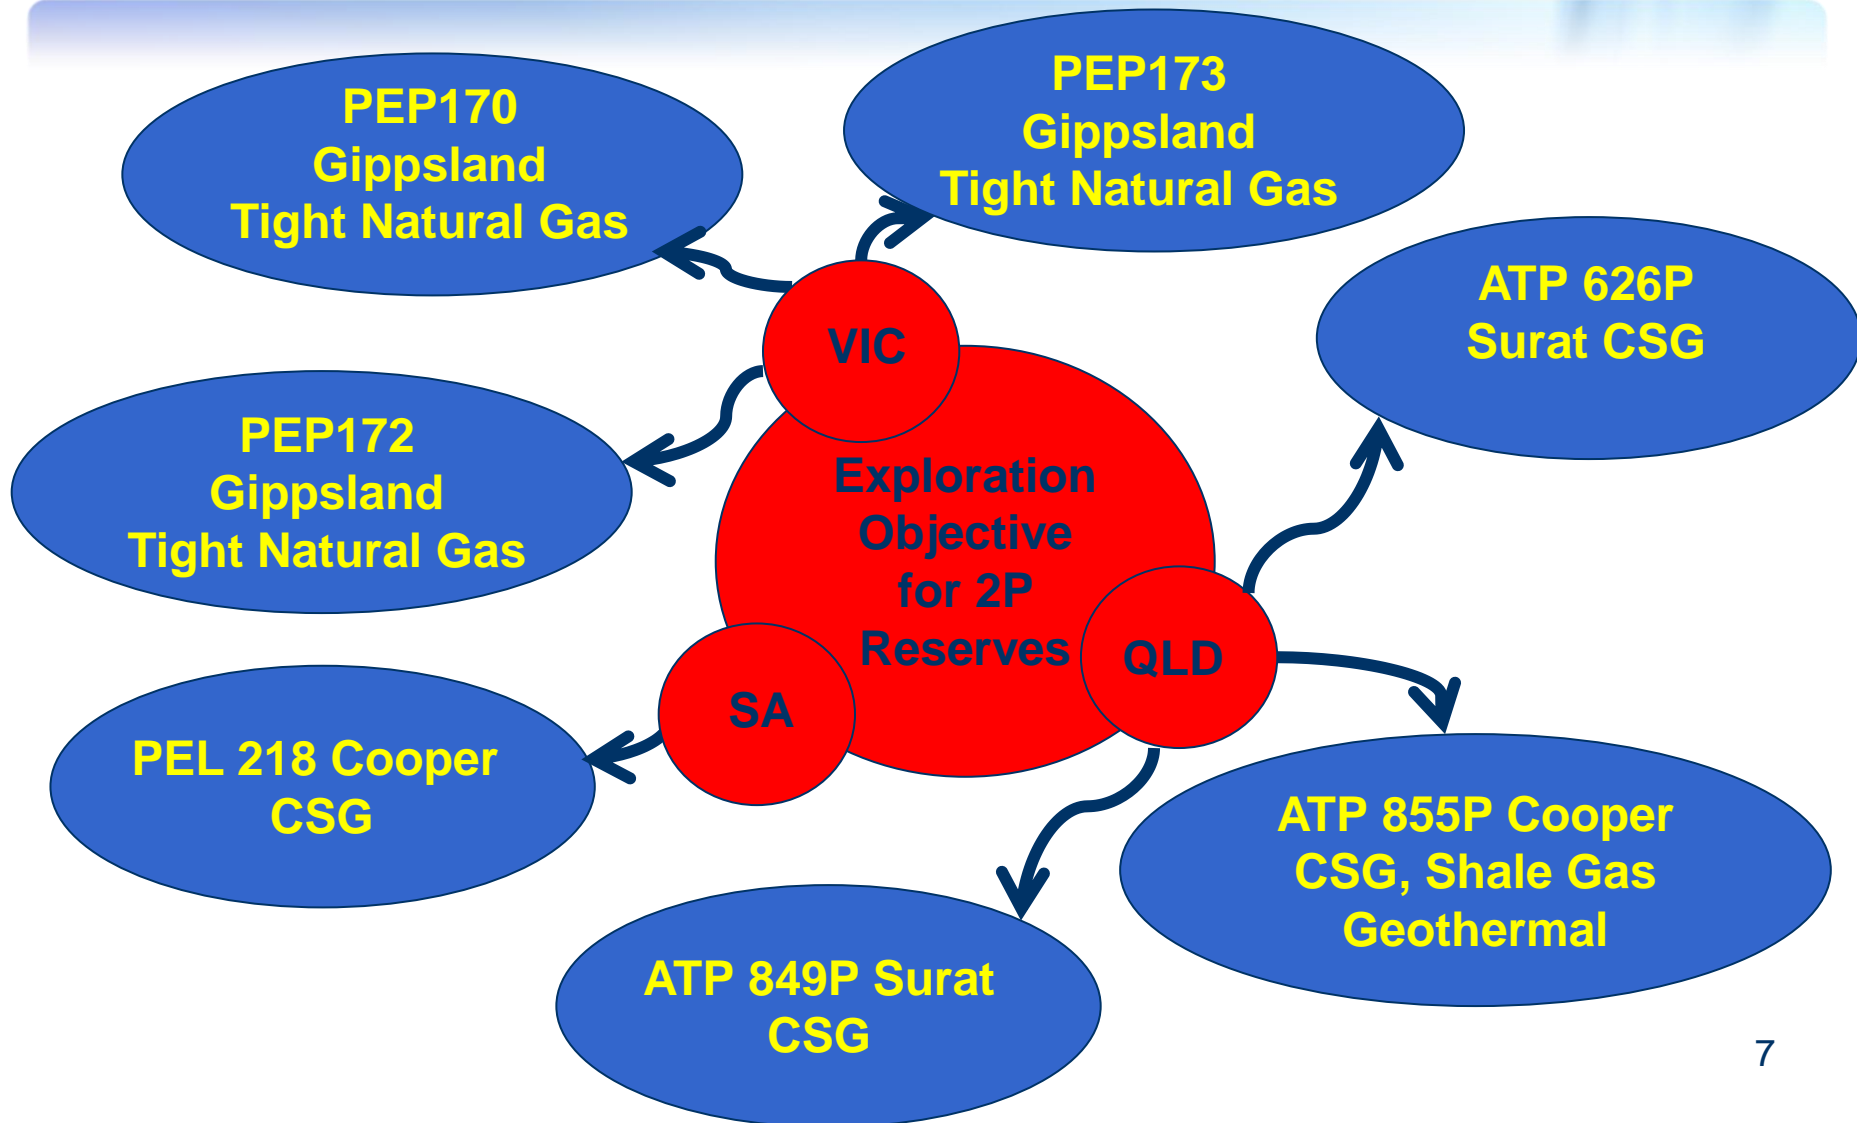 PEP170
Gippsland
Tight Natural Gas
PEP173
Gippsland
Tight Natural Gas
ATP 626P
Surat CSG
VIC
PEP172
Gippsland
Tight Natural Gas
Exploration
Objective
for 2P
Reserves
QLD
SA
PEL 218 Cooper
CSG
ATP 855P Cooper
CSG, Shale Gas
Geothermal
ATP 849P Surat
CSG
7